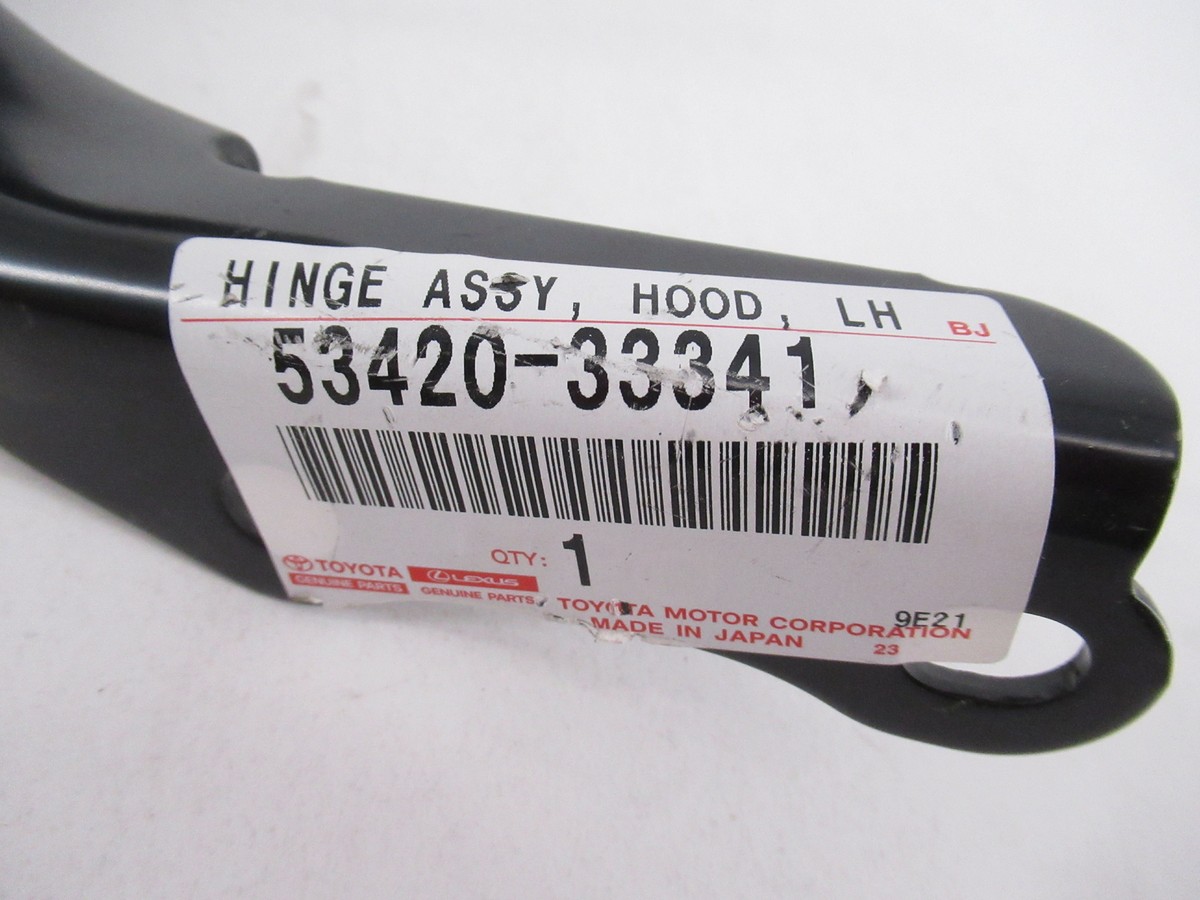 HINGE ASSY, HOOD, LH BJ
53420-33341,
QTY: 1
TOYOTA LEXUS
GENUINE PARTS GENUINE PARTS
TOYOTA MOTOR CORPORATION 9E21
MADE IN JAPAN 23